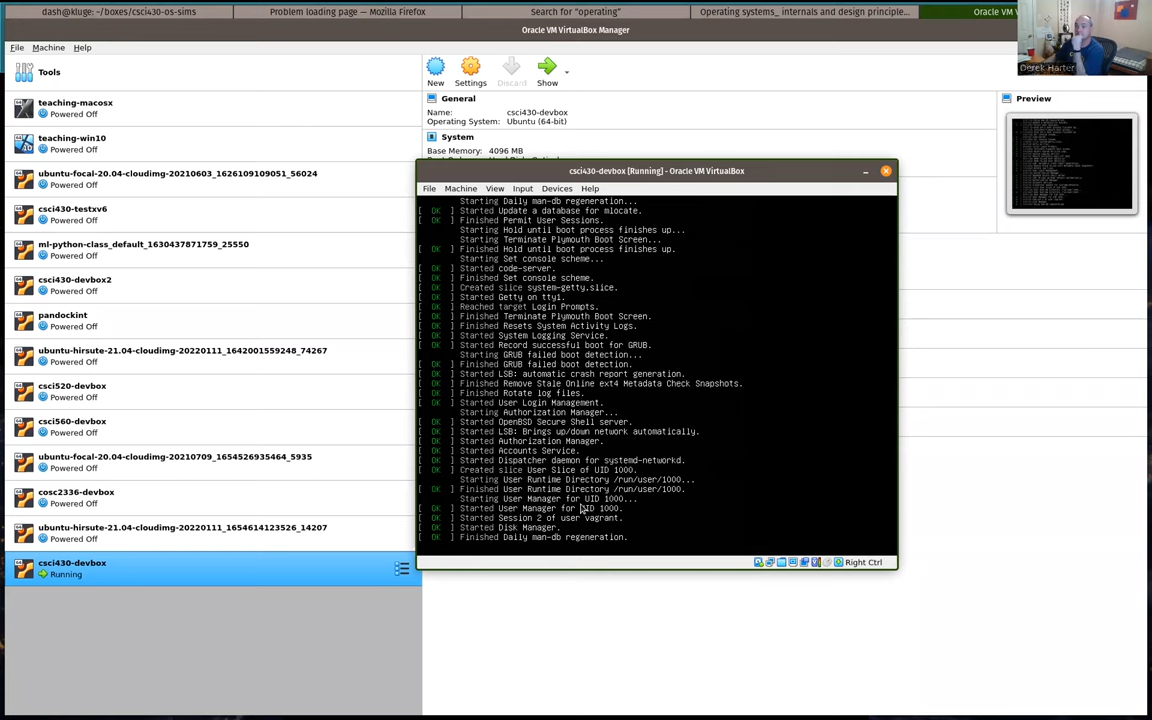 dash@kluge: ~/boxes/csci430-os-sims
Problem loading page — Mozilla Firefox
Search for "operating"
Operating systems_ internals and design principle...
Oracle VM V
Oracle VM VirtualBox Manager
Derek Harter
File Machine Help
Tools
teaching-macosx
Powered Off
teaching-win10
Powered Off
ubuntu-focal-20.04-cloudimg-20210603_1626109109051_56024
Powered Off
csci430-testxv6
Powered Off
ml-python-class_default_1630437871759_25550
Powered Off
csci430-devbox2
Powered Off
pandockint
Powered Off
ubuntu-hirsute-21.04-cloudimg-20220111_1642001559248_74267
Powered Off
csci520-devbox
Powered Off
csci560-devbox
Powered Off
ubuntu-focal-20.04-cloudimg-20210709_1654526935464_5935
Powered Off
cosc2336-devbox
Powered Off
ubuntu-hirsute-21.04-cloudimg-20220111_1654614123526_14207
Powered Off
csci430-devbox
Running
New Settings Discard Show
General
Name: csci430-devbox
Operating System: Ubuntu (64-bit)
System
Base Memory: 4096 MB
Preview
csci430-devbox [Running] - Oracle VM VirtualBox
File Machine View Input Devices Help
Starting Daily man-db regeneration...
[ OK ] Started Update a database for mlocate.
[ OK ] Finished Permit User Sessions.
Starting Hold until boot process finishes up...
Starting Terminate Plymouth Boot Screen...
[ OK ] Finished Hold until boot process finishes up.
Starting Set console scheme...
[ OK ] Started code-server.
[ OK ] Finished Set console scheme.
[ OK ] Created slice system-getty.slice.
[ OK ] Started Getty on tty1.
[ OK ] Reached target Login Prompts.
[ OK ] Finished Terminate Plymouth Boot Screen.
[ OK ] Finished Resets System Activity Logs.
[ OK ] Started System Logging Service.
[ OK ] Started Record successful boot for GRUB.
Starting GRUB failed boot detection...
[ OK ] Finished GRUB failed boot detection.
[ OK ] Started LSB: automatic crash report generation.
[ OK ] Finished Remove Stale Online ext4 Metadata Check Snapshots.
[ OK ] Finished Rotate log files.
[ OK ] Started User Login Management.
Starting Authorization Manager...
[ OK ] Started OpenBSD Secure Shell server.
[ OK ] Started LSB: Brings up/down network automatically.
[ OK ] Started Authorization Manager.
[ OK ] Started Accounts Service.
[ OK ] Started Dispatcher daemon for systemd-networkd.
[ OK ] Created slice User Slice of UID 1000.
Starting User Runtime Directory /run/user/1000...
[ OK ] Finished User Runtime Directory /run/user/1000.
Starting User Manager for UID 1000...
[ OK ] Started User Manager for UID 1000.
[ OK ] Started Session 2 of user vagrant.
[ OK ] Started Disk Manager.
[ OK ] Finished Daily man-db regeneration.
Right Ctrl